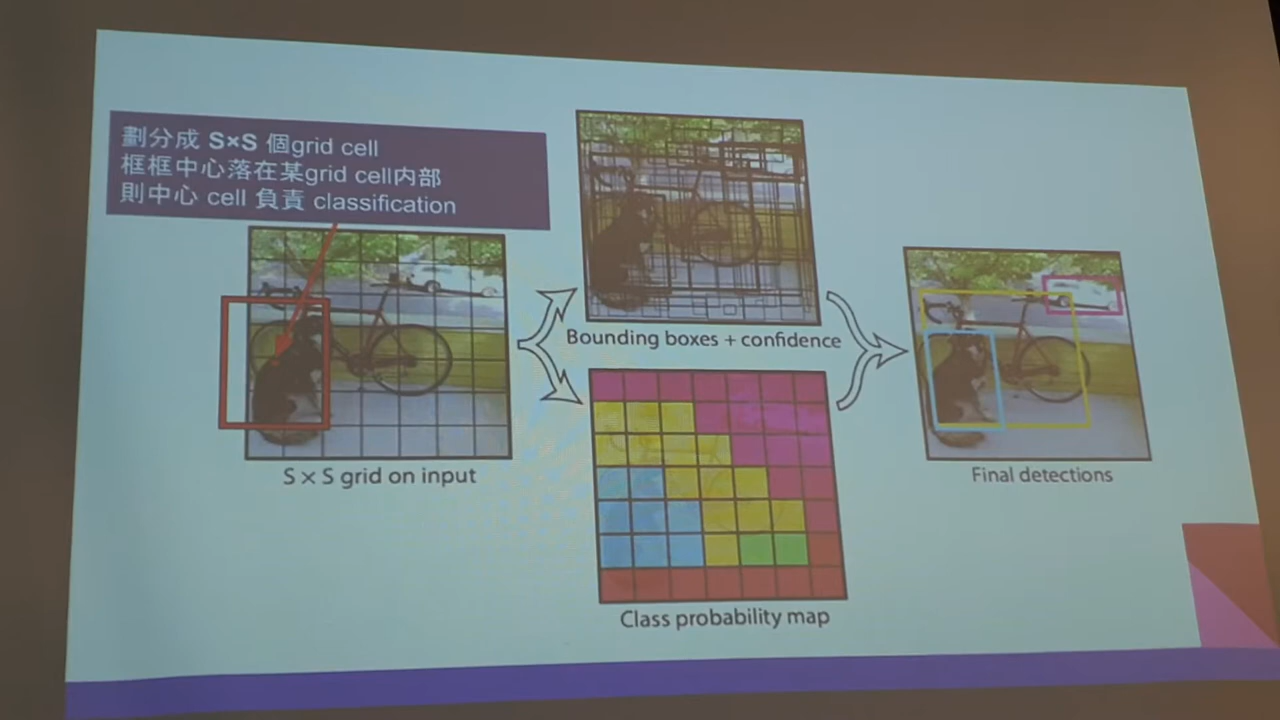 劃分成 S×S 個grid cell
框框中心落在某grid cell內部
則中心 cell 負責 classification
S × S grid on input
Bounding boxes + confidence
Class probability map
Final detections